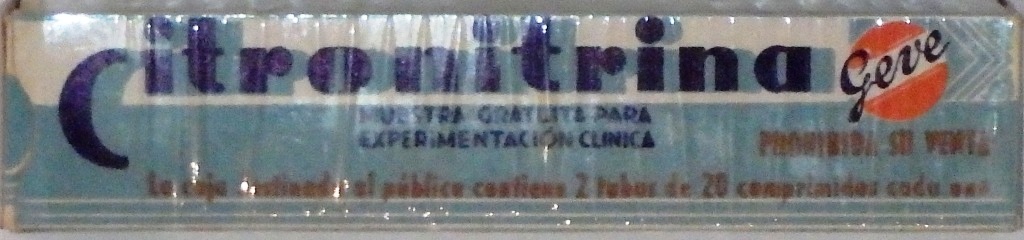 Citronitrina
Geve
MUESTRA GRATUITA PARA
EXPERIMENTACIÓN CLINICA
PROHIBIDA SU VENTA
La caja destinada al público contiene 2 tubos de 20 comprimidos cada uno